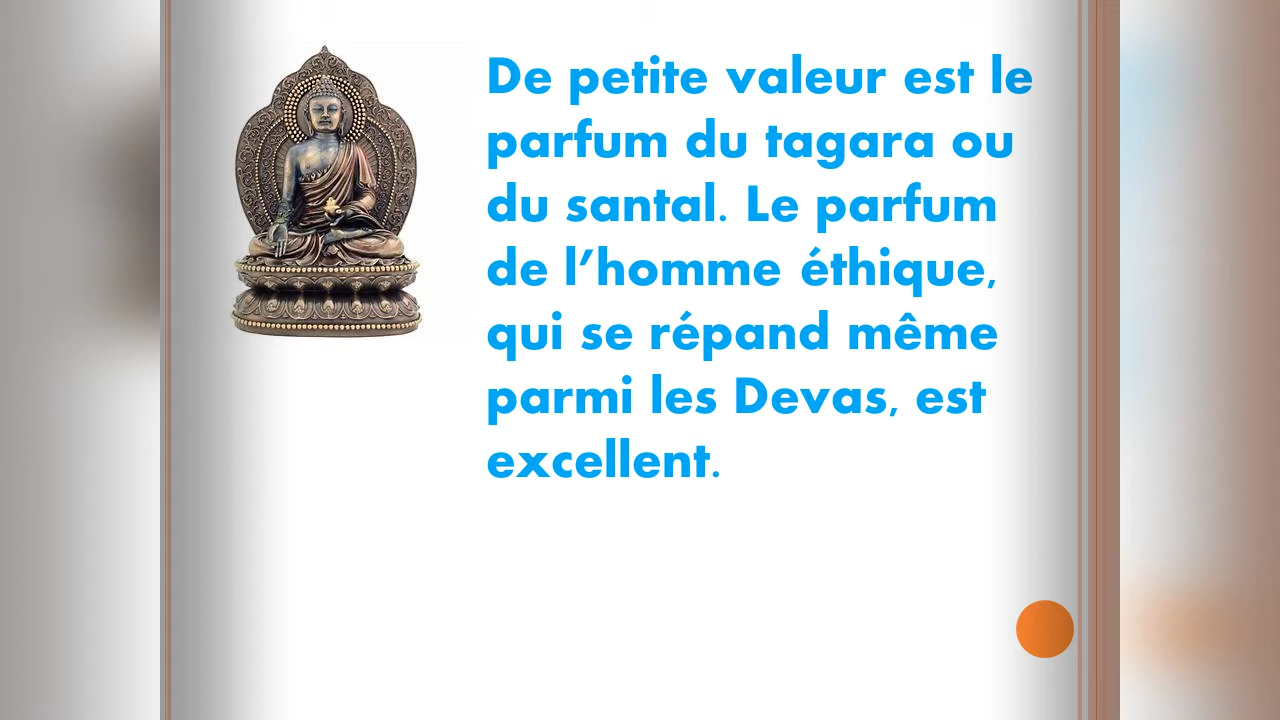 De petite valeur est le
parfum du tagara ou
du santal. Le parfum
de l’homme éthique,
qui se répand même
parmi les Devas, est
excellent.